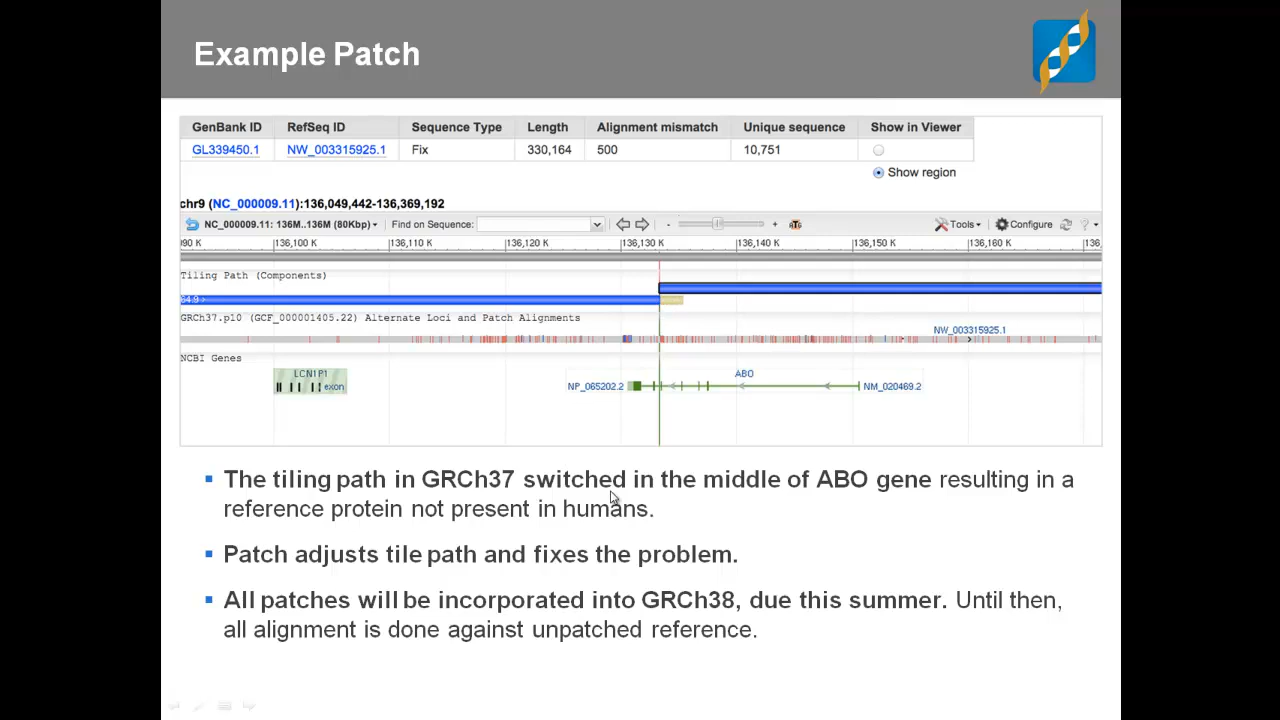 Example Patch
GenBank ID RefSeq ID Sequence Type Length Alignment mismatch Unique sequence Show in Viewer
GL339450.1 NW_003315925.1 Fix 330,164 500 10,751
Show region
chr9 (NC_000009.11):136,049,442-136,369,192
NC_000009.11: 136M..136M (80Kbp) Find on Sequence: - + Tools Configure ?
90 K 136,100 K 136,110 K 136,120 K 136,130 K 136,140 K 136,150 K 136,160 K 136,
Tiling Path (Components)
64.9 >
GRCh37.p10 (GCF_000001405.22) Alternate Loci and Patch Alignments
NW_003315925.1
NCBI Genes
LCN1P1 ABO
exon NP_065202.2 NM_020469.2
▪ The tiling path in GRCh37 switched in the middle of ABO gene resulting in a
reference protein not present in humans.
▪ Patch adjusts tile path and fixes the problem.
▪ All patches will be incorporated into GRCh38, due this summer. Until then,
all alignment is done against unpatched reference.